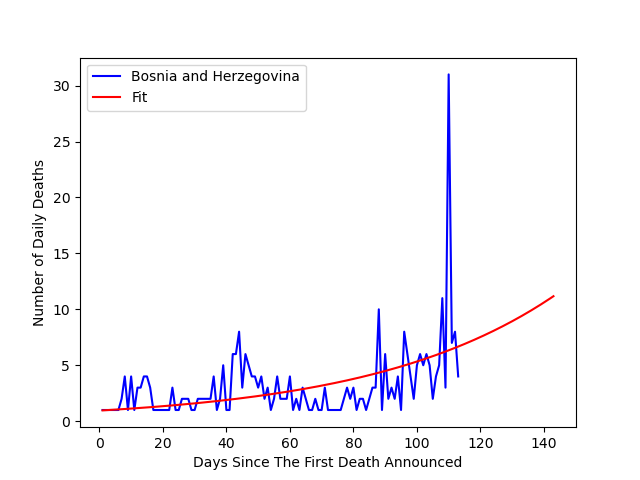 Bosnia and Herzegovina
Fit
30
25
20
15
10
5
0
Number of Daily Deaths
0 20 40 60 80 100 120 140
Days Since The First Death Announced